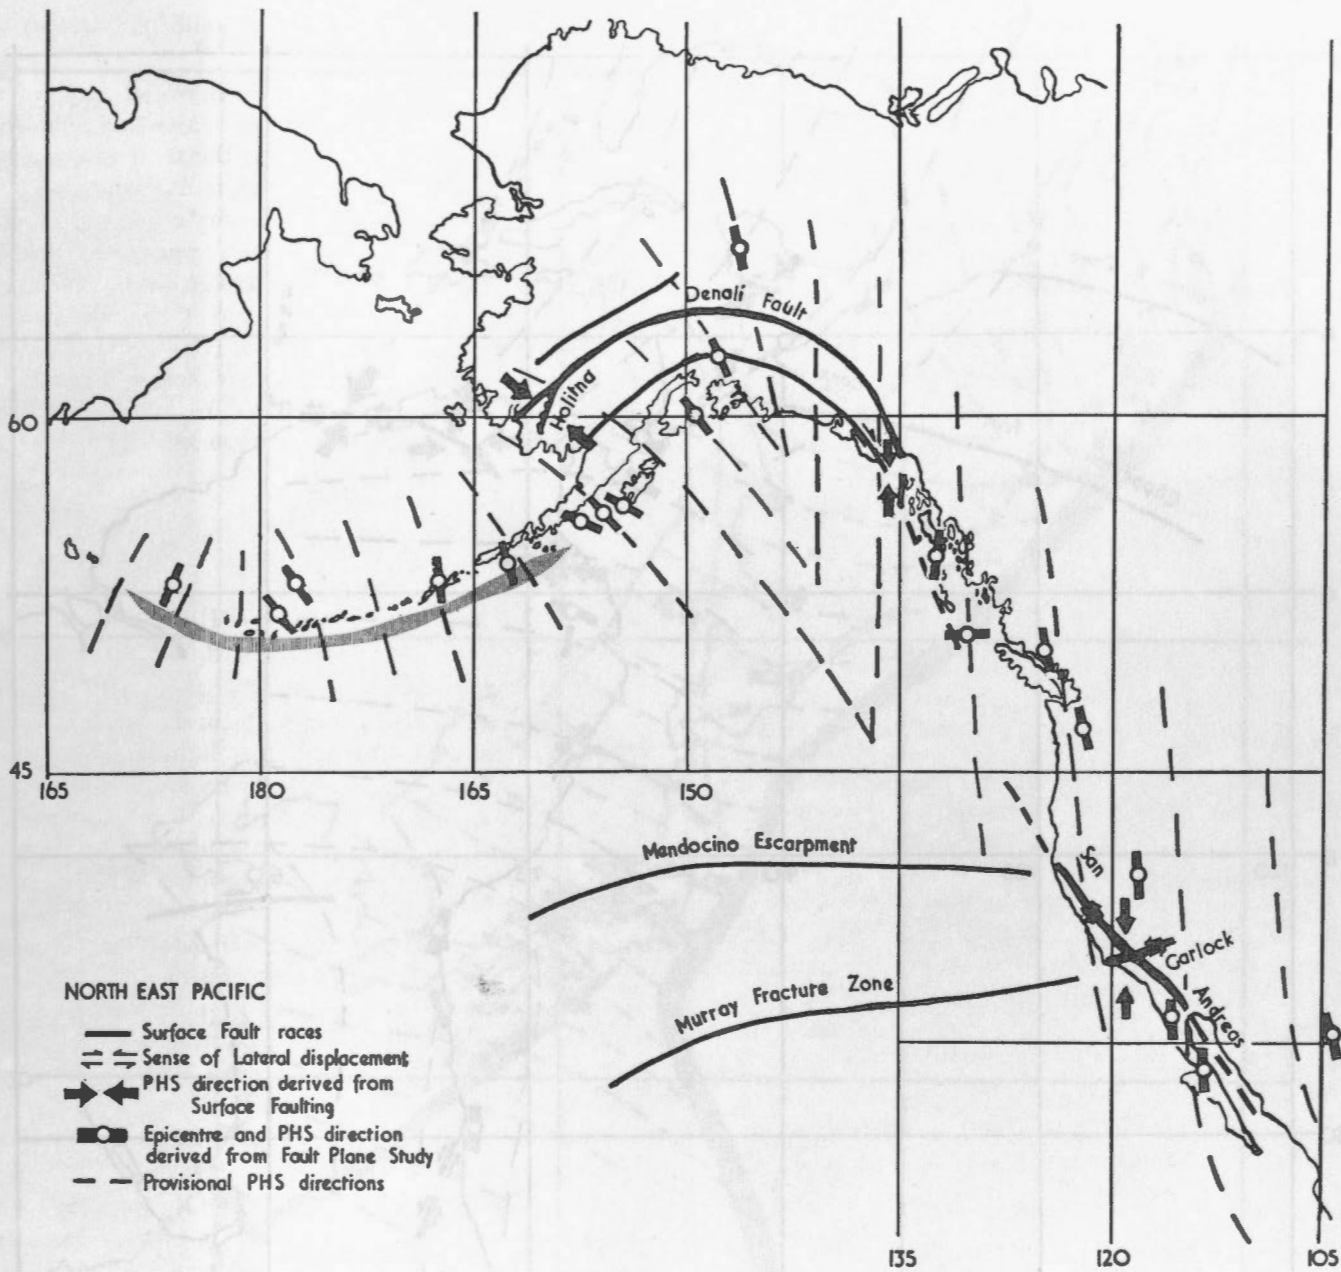 Denali Fault
Holitna
60
45
165
180
165
150
Mandocino Escarpment
San
Garlock
Andreas
Murray Fracture Zone
NORTH EAST PACIFIC
Surface Fault races
Sense of Lateral displacement
PHS direction derived from
Surface Faulting
Epicentre and PHS direction
derived from Fault Plane Study
Provisional PHS directions
135
120
105